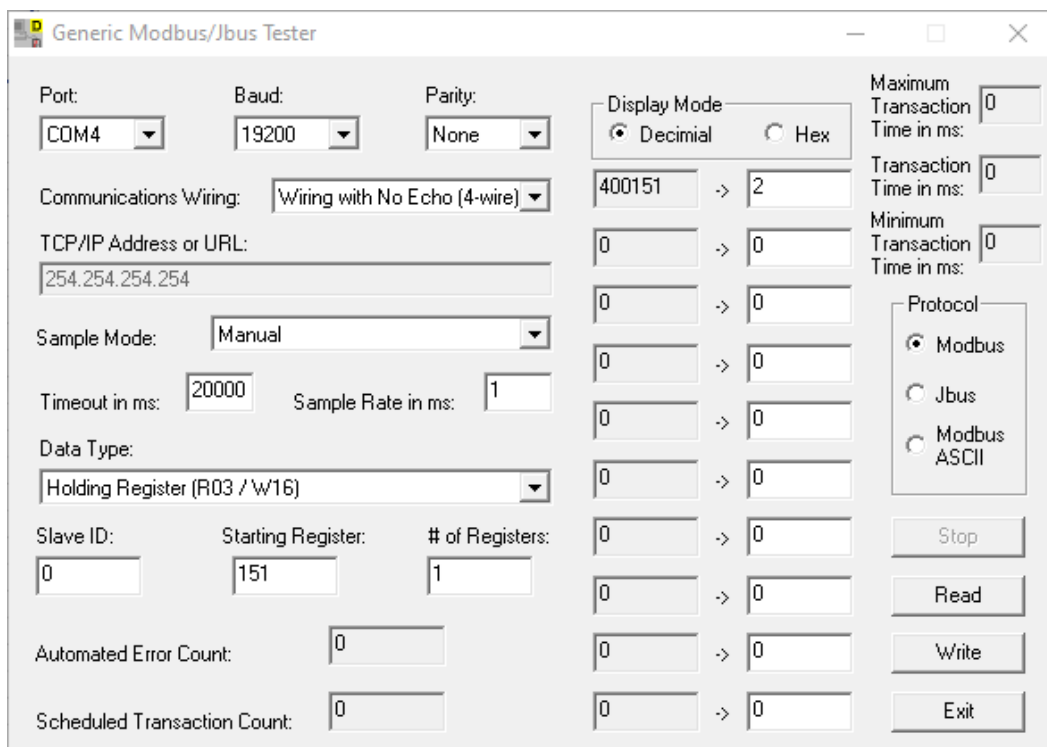 Generic Modbus/Jbus Tester
Port:
Baud:
Parity:
COM4
19200
None
Communications Wiring:
Wiring with No Echo (4-wire)
TCP/IP Address or URL:
254.254.254.254
Sample Mode:
Manual
Timeout in ms:
20000
Sample Rate in ms:
1
Data Type:
Holding Register (R03 / W16)
Slave ID:
Starting Register:
# of Registers:
0
151
1
Automated Error Count:
0
Scheduled Transaction Count:
0
Display Mode
Decimial
Hex
400151 -> 2
0 -> 0
0 -> 0
0 -> 0
0 -> 0
0 -> 0
0 -> 0
0 -> 0
0 -> 0
0 -> 0
Maximum
Transaction
Time in ms:
0
Transaction
Time in ms:
0
Minimum
Transaction
Time in ms:
0
Protocol
Modbus
Jbus
Modbus
ASCII
Stop
Read
Write
Exit